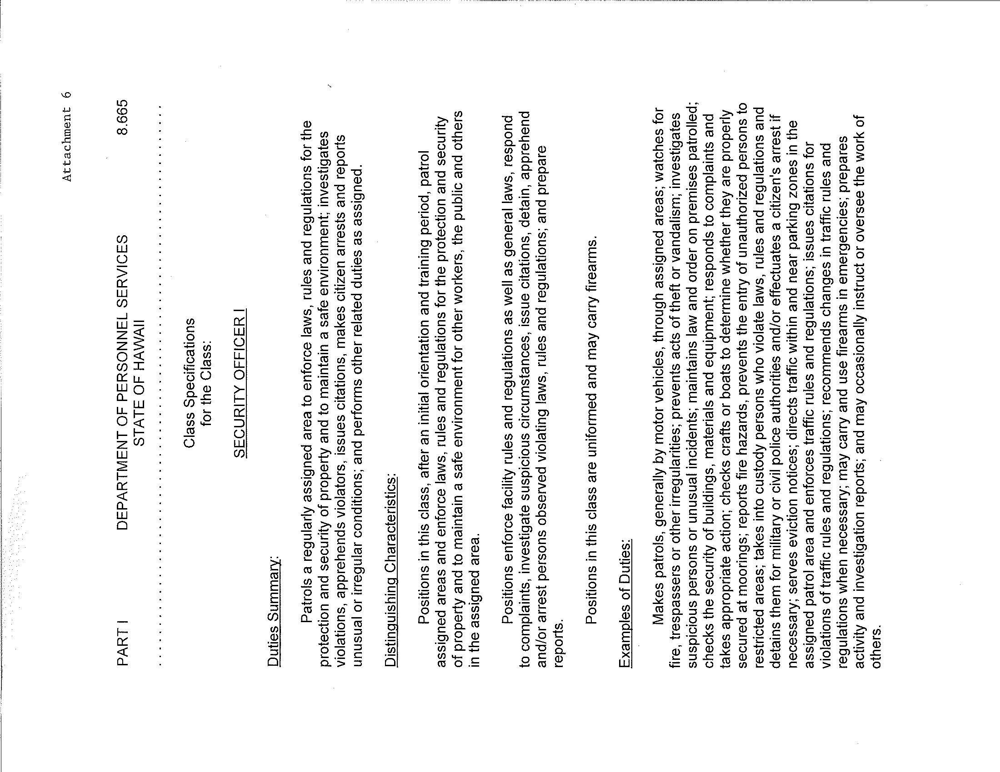 Attachment 6
PART I DEPARTMENT OF PERSONNEL SERVICES 8.665
STATE OF HAWAII
Class Specifications
for the Class:
SECURITY OFFICER I
Duties Summary:
Patrols a regularly assigned area to enforce laws, rules and regulations for the
protection and security of property and to maintain a safe environment; investigates
violations, apprehends violators, issues citations, makes citizen arrests and reports
unusual or irregular conditions; and performs other related duties as assigned.
Distinguishing Characteristics:
Positions in this class, after an initial orientation and training period, patrol
assigned areas and enforce laws, rules and regulations for the protection and security
of property and to maintain a safe environment for other workers, the public and others
in the assigned area.
Positions enforce facility rules and regulations as well as general laws, respond
to complaints, investigate suspicious circumstances, issue citations, detain, apprehend
and/or arrest persons observed violating laws, rules and regulations; and prepare
reports.
Positions in this class are uniformed and may carry firearms.
Examples of Duties:
Makes patrols, generally by motor vehicles, through assigned areas; watches for
fire, trespassers or other irregularities; prevents acts of theft or vandalism; investigates
suspicious persons or unusual incidents; maintains law and order on premises patrolled;
checks the security of buildings, materials and equipment; responds to complaints and
takes appropriate action; checks crafts or boats to determine whether they are properly
secured at moorings; reports fire hazards, prevents the entry of unauthorized persons to
restricted areas; takes into custody persons who violate laws, rules and regulations and
detains them for military or civil police authorities and/or effectuates a citizen's arrest if
necessary; serves eviction notices; directs traffic within and near parking zones in the
assigned patrol area and enforces traffic rules and regulations; issues citations for
violations of traffic rules and regulations; recommends changes in traffic rules and
regulations when necessary; may carry and use firearms in emergencies; prepares
activity and investigation reports; and may occasionally instruct or oversee the work of
others.